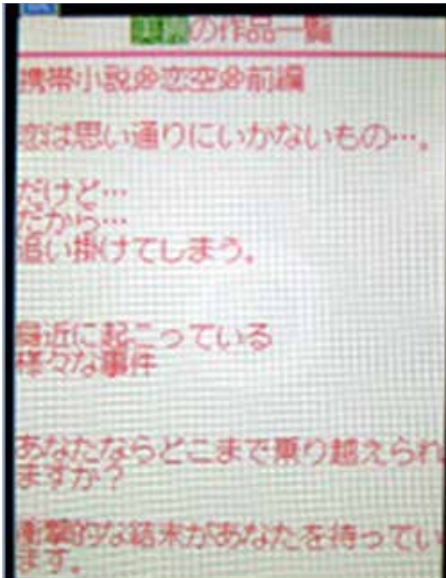 美嘉の作品一覧
携帯小説⊗恋空⊗前編
恋は思い通りにいかないもの…。
だけど…
だから…
追い掛けてしまう。
身近に起こっている
様々な事件
あなたならどこまで乗り越えられ
ますか？
衝撃的な結末があなたを待ってい
ます。